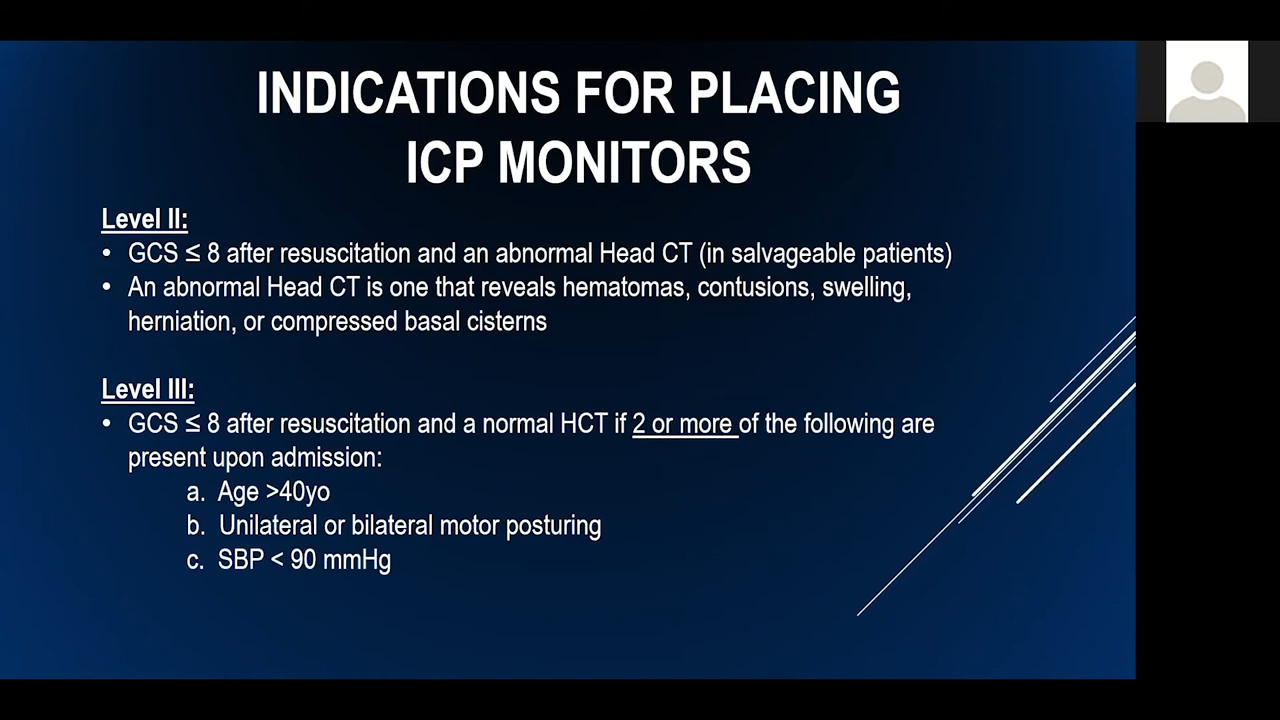 INDICATIONS FOR PLACING
ICP MONITORS
Level II:
• GCS ≤ 8 after resuscitation and an abnormal Head CT (in salvageable patients)
• An abnormal Head CT is one that reveals hematomas, contusions, swelling,
herniation, or compressed basal cisterns
Level III:
• GCS ≤ 8 after resuscitation and a normal HCT if 2 or more of the following are
present upon admission:
a. Age >40yo
b. Unilateral or bilateral motor posturing
c. SBP < 90 mmHg